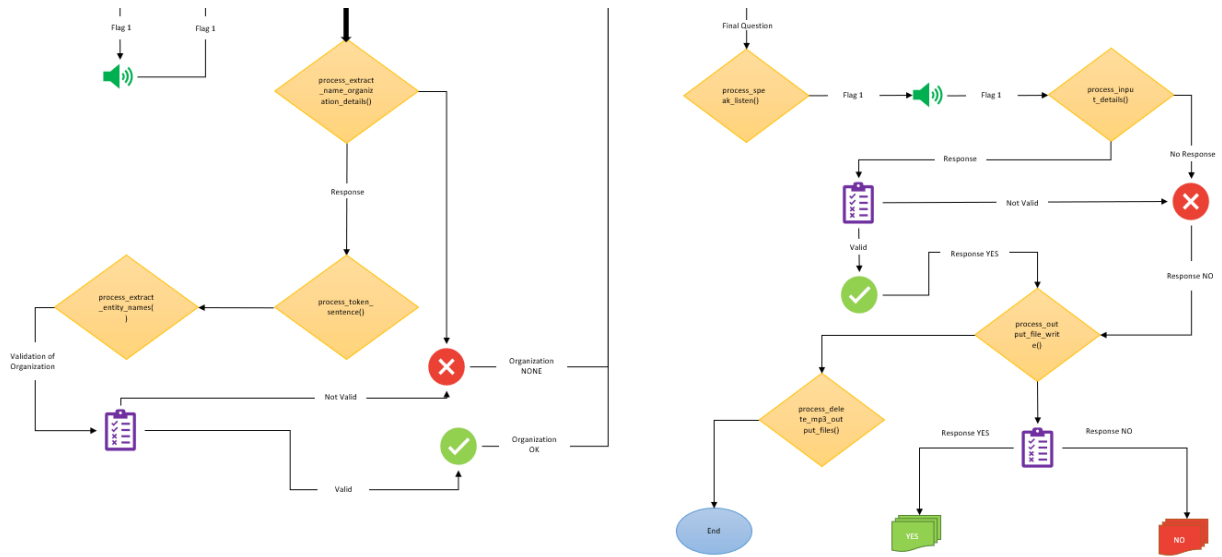 Flag 1
Flag 1
process_extract
_name_organiz
ation_details()
Response
process_extract
_entity_names(
)
process_token_
sentence()
Validation of
Organization
Organization
NONE
Not Valid
Organization
OK
Valid
Final Question
process_spe
ak_listen()
Flag 1
Flag 1
process_inpu
t_details()
Response
No Response
Not Valid
Valid
Response YES
Response NO
process_out
put_file_writ
e()
process_dele
te_mp3_out
put_files()
Response YES
Response NO
End
YES
NO